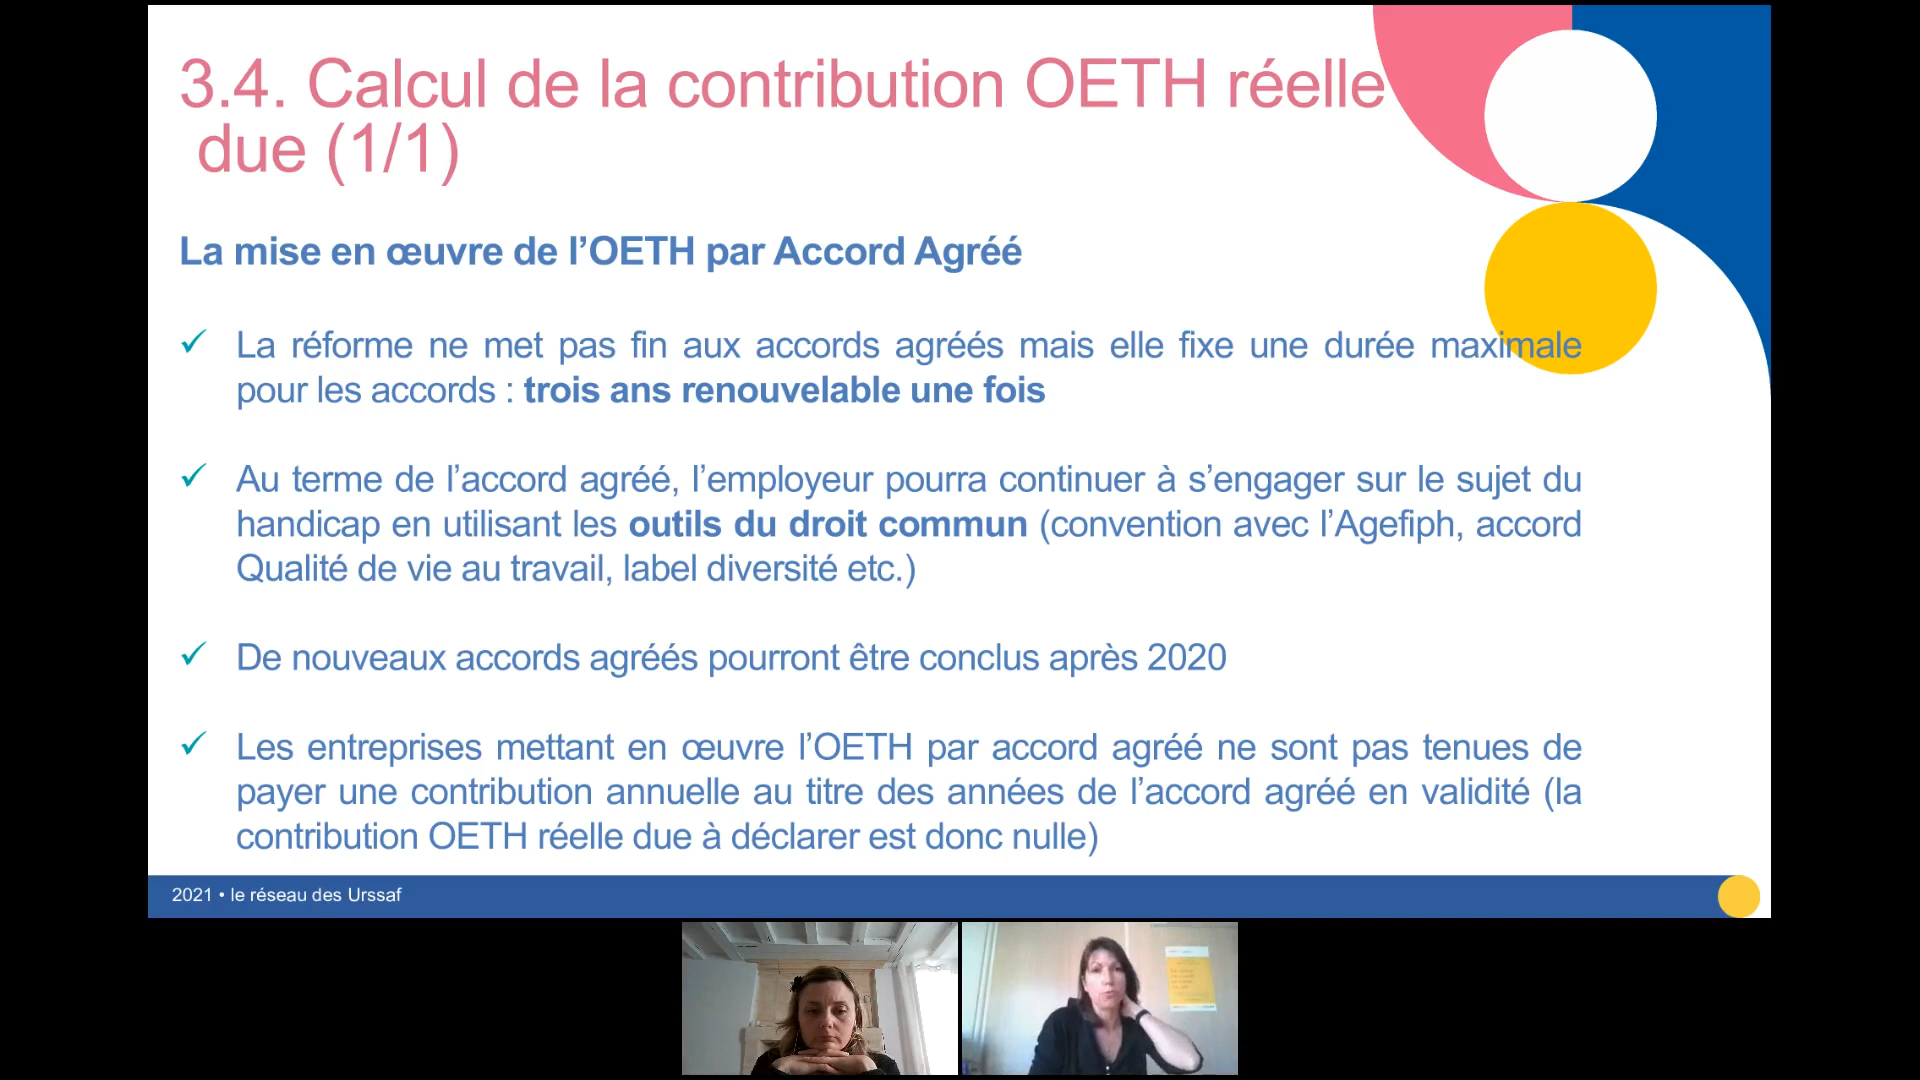 3.4. Calcul de la contribution OETH réelle
due (1/1)
La mise en œuvre de l’OETH par Accord Agréé
✓ La réforme ne met pas fin aux accords agréés mais elle fixe une durée maximale
pour les accords : trois ans renouvelable une fois
✓ Au terme de l’accord agréé, l’employeur pourra continuer à s’engager sur le sujet du
handicap en utilisant les outils du droit commun (convention avec l’Agefiph, accord
Qualité de vie au travail, label diversité etc.)
✓ De nouveaux accords agréés pourront être conclus après 2020
✓ Les entreprises mettant en œuvre l’OETH par accord agréé ne sont pas tenues de
payer une contribution annuelle au titre des années de l’accord agréé en validité (la
contribution OETH réelle due à déclarer est donc nulle)
2021 • le réseau des Urssaf